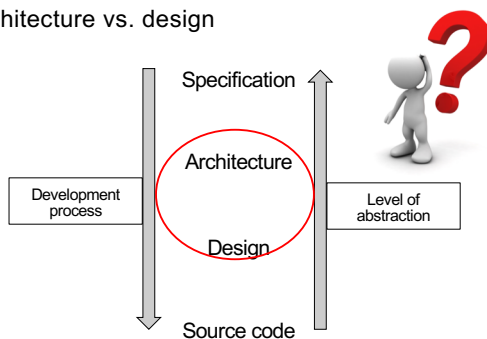 hitecture vs. design
Specification
Architecture
Development
process
Level of
abstraction
Design
Source code